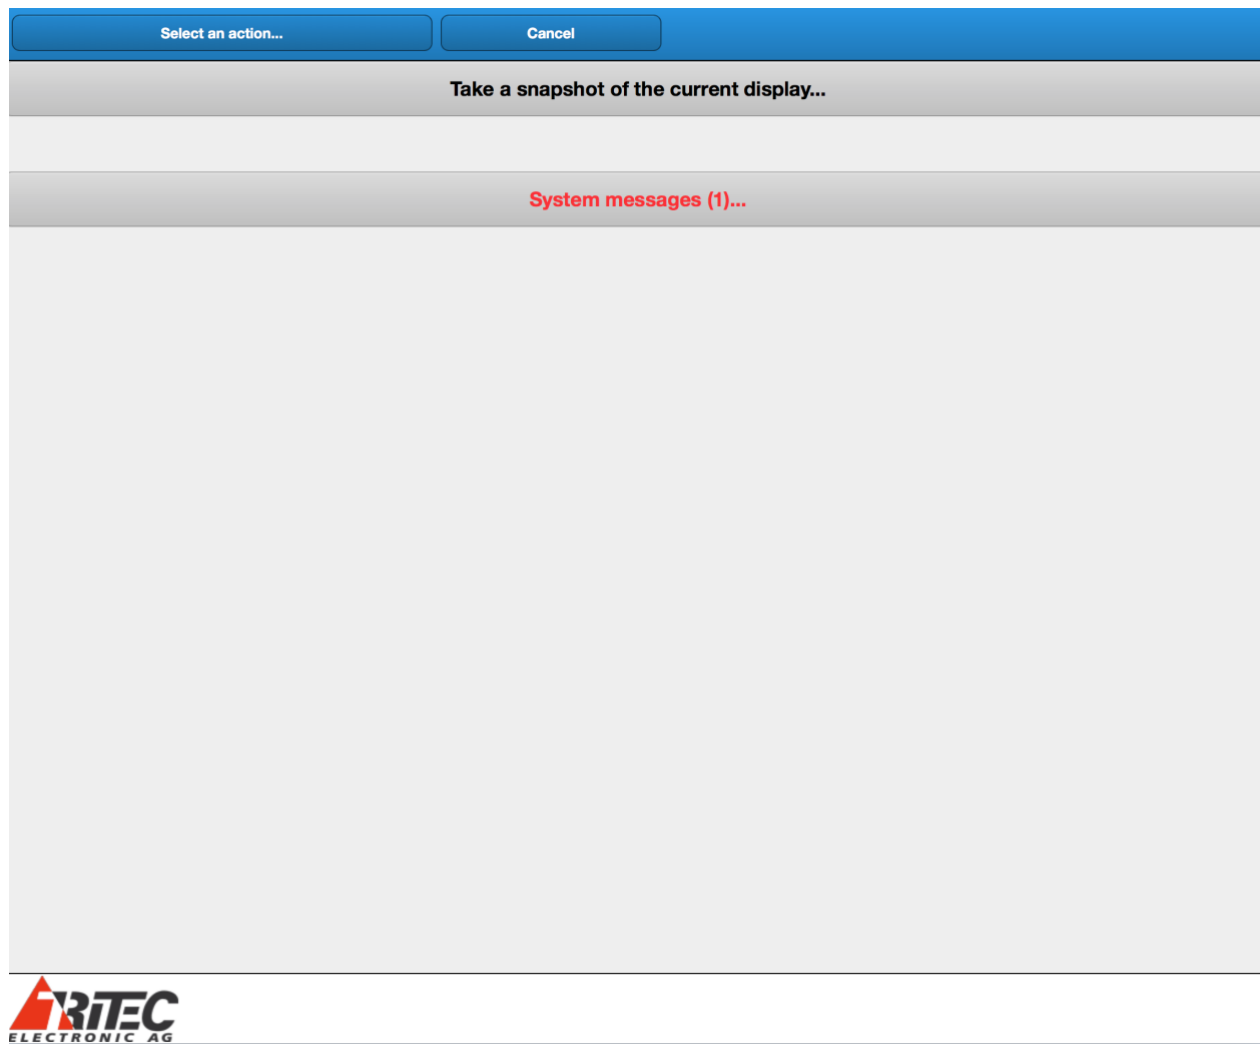 Select an action...
Cancel
Take a snapshot of the current display...
System messages (1)...
TRiTEC
ELECTRONIC AG